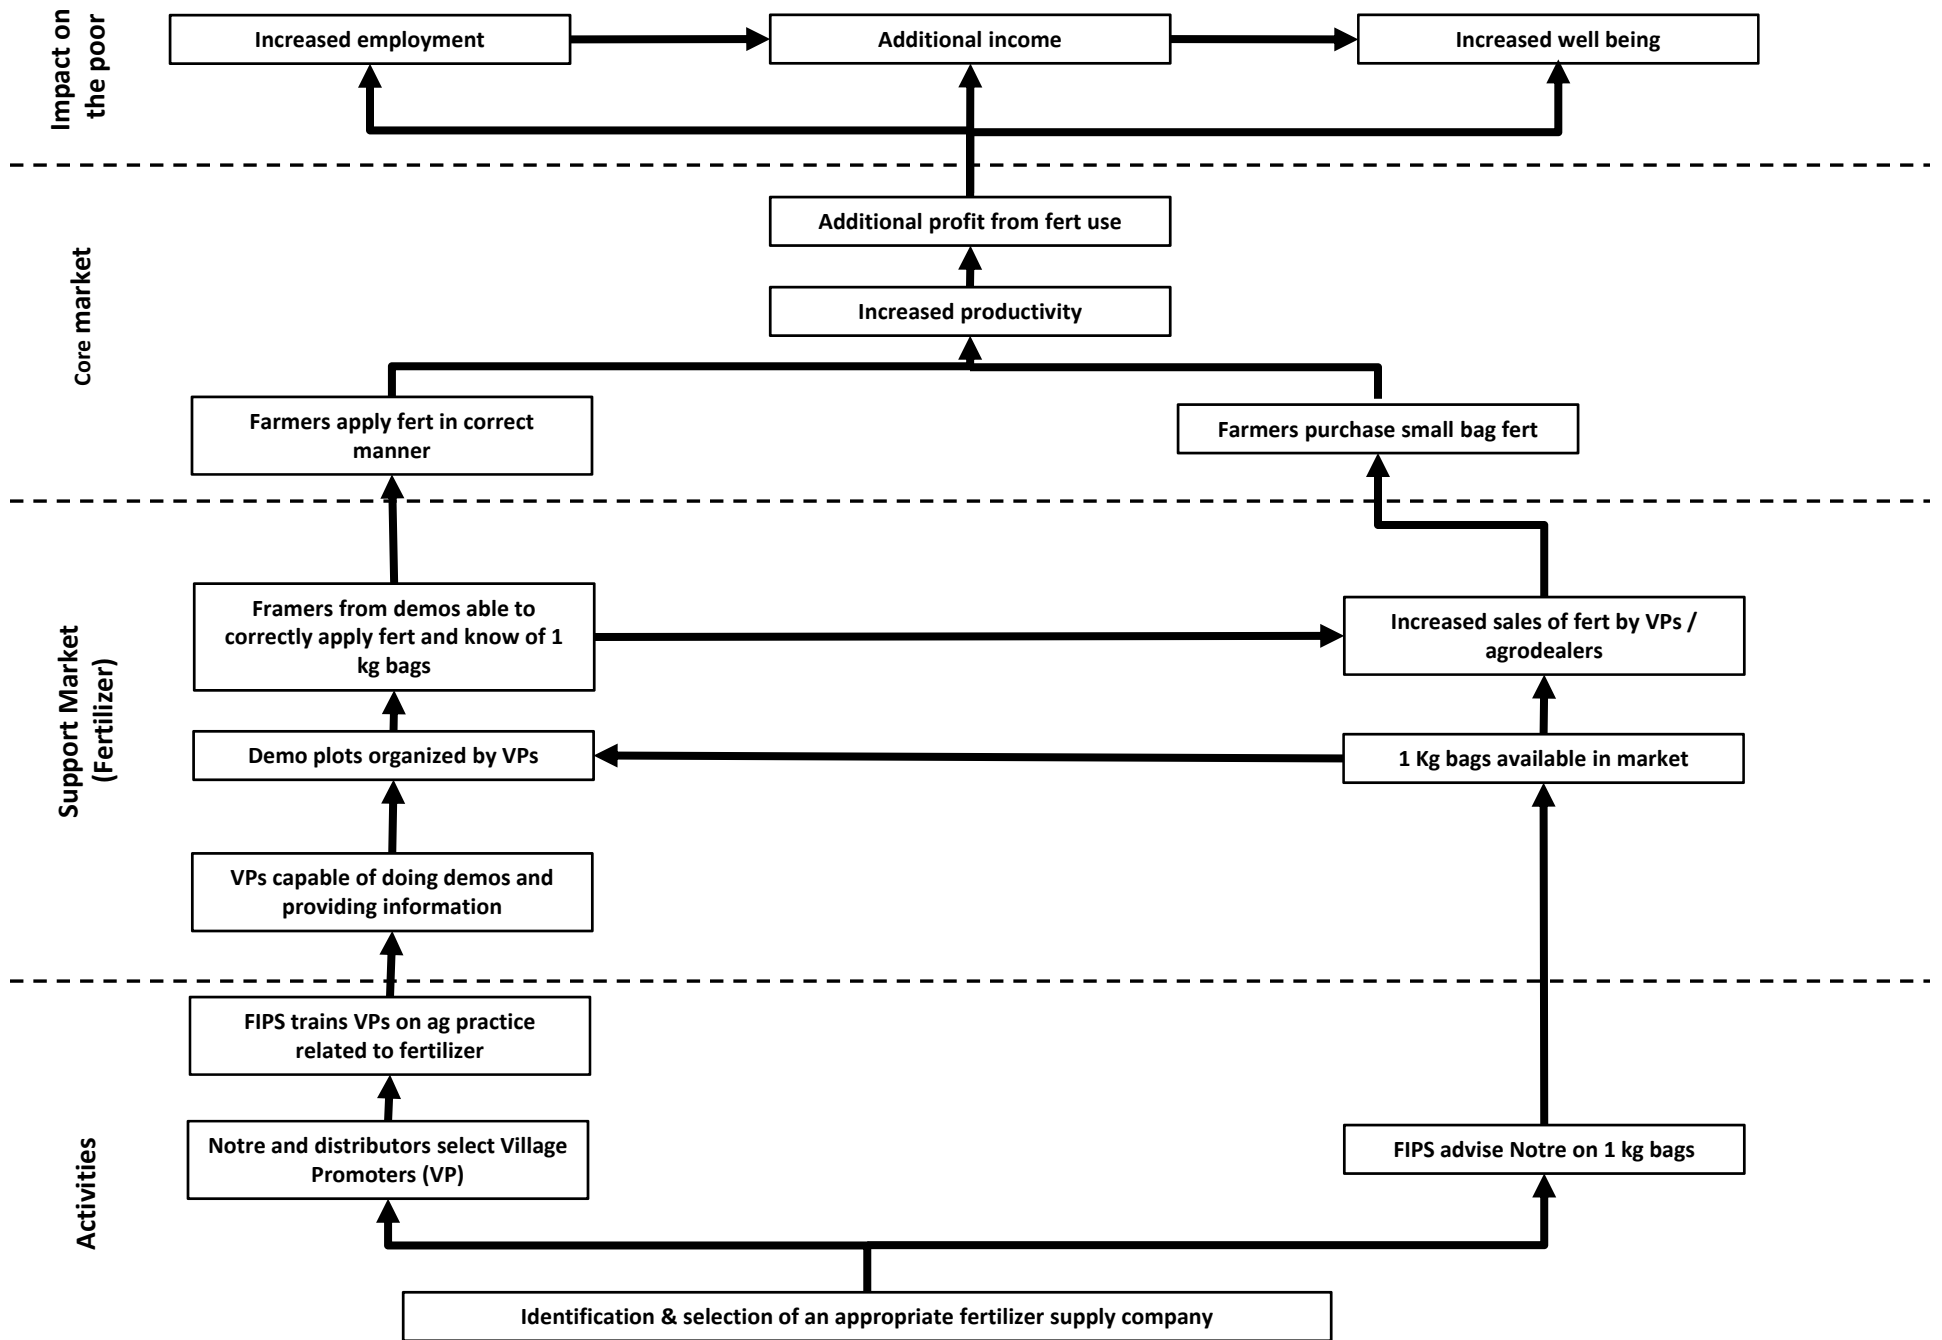 Impact on
the poor
Increased employment
Additional income
Increased well being
Core market
Additional profit from fert use
Increased productivity
Farmers apply fert in correct
manner
Farmers purchase small bag fert
Support Market
(Fertilizer)
Framers from demos able to
correctly apply fert and know of 1
kg bags
Increased sales of fert by VPs /
agrodealers
Demo plots organized by VPs
1 Kg bags available in market
VPs capable of doing demos and
providing information
Activities
FIPS trains VPs on ag practice
related to fertilizer
Notre and distributors select Village
Promoters (VP)
FIPS advise Notre on 1 kg bags
Identification & selection of an appropriate fertilizer supply company